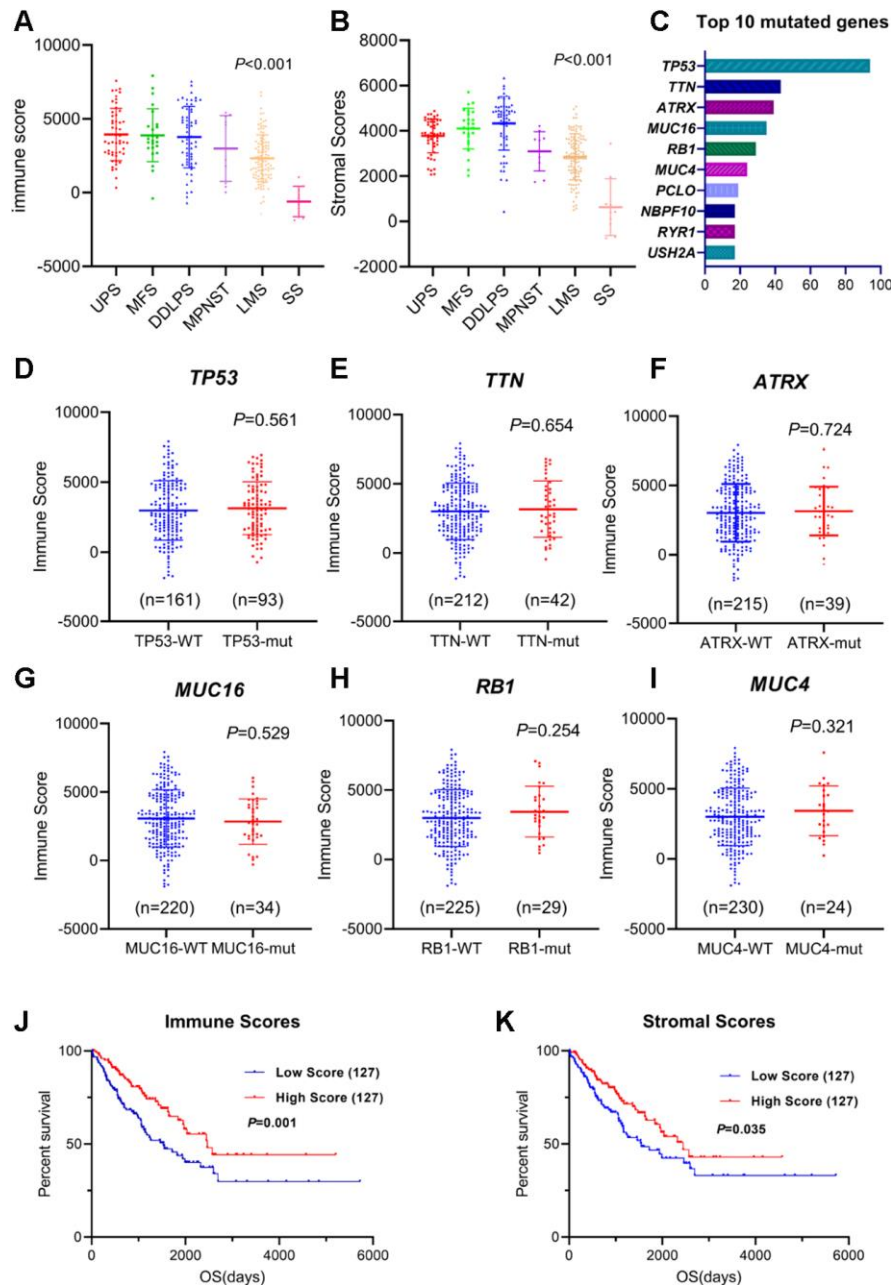 A
immune score
10000
5000
0
-5000
P<0.001
UPS
MFS
DDLPS
MPNST
LMS
SS
B
Stromal Scores
8000
6000
4000
2000
0
-2000
P<0.001
UPS
MFS
DDLPS
MPNST
LMS
SS
C
Top 10 mutated genes
TP53
TTN
ATRX
MUC16
RB1
MUC4
PCLO
NBPF10
RYR1
USH2A
0 20 40 60 80 100
D
TP53
P=0.561
Immune Score
10000
5000
0
-5000
(n=161) (n=93)
TP53-WT TP53-mut
E
TTN
P=0.654
Immune Score
10000
5000
0
-5000
(n=212) (n=42)
TTN-WT TTN-mut
F
ATRX
P=0.724
Immune Score
10000
5000
0
-5000
(n=215) (n=39)
ATRX-WT ATRX-mut
G
MUC16
P=0.529
Immune Score
10000
5000
0
-5000
(n=220) (n=34)
MUC16-WT MUC16-mut
H
RB1
P=0.254
Immune Score
10000
5000
0
-5000
(n=225) (n=29)
RB1-WT RB1-mut
I
MUC4
P=0.321
Immune Score
10000
5000
0
-5000
(n=230) (n=24)
MUC4-WT MUC4-mut
J
Immune Scores
Percent survival
100
50
0
Low Score (127)
High Score (127)
P=0.001
0 2000 4000 6000
OS(days)
K
Stromal Scores
Percent survival
100
50
0
Low Score (127)
High Score (127)
P=0.035
0 2000 4000 6000
OS(days)